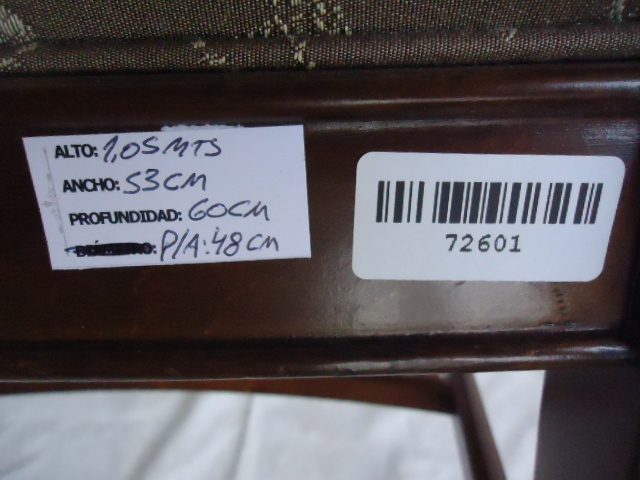 ALTO: 1,05 MTS
ANCHO: 53 CM
PROFUNDIDAD: 60 CM
P/A: 48 CM
72601